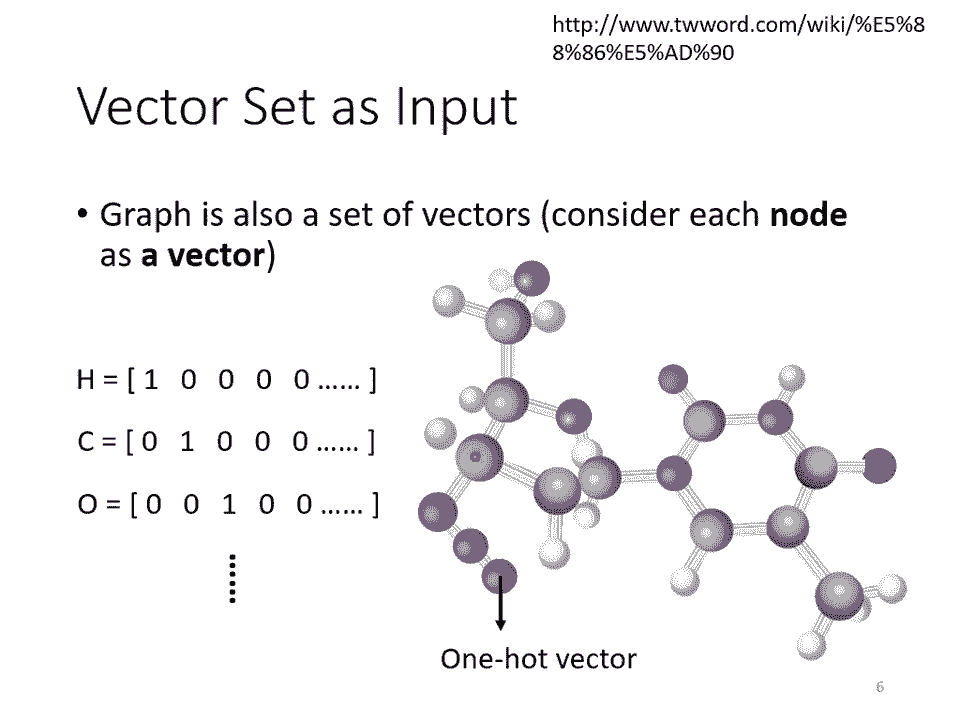 http://www.twword.com/wiki/%E5%8
8%86%E5%AD%90
Vector Set as Input
• Graph is also a set of vectors (consider each node
as a vector)
H = [ 1 0 0 0 0 …… ]
C = [ 0 1 0 0 0 …… ]
O = [ 0 0 1 0 0 …… ]
……
One-hot vector
6